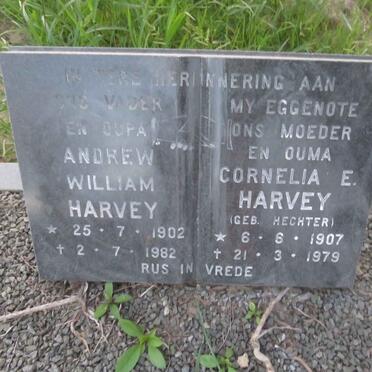 IN TERE HERINNERING AAN
ONS VADER
EN OUPA
ANDREW
WILLIAM
HARVEY
★ 25 · 7 · 1902
† 2 · 7 · 1982
MY EGGENOTE
ONS MOEDER
EN OUMA
CORNELIA E.
HARVEY
(GEB. HECHTER)
★ 6 · 8 · 1907
† 21 · 3 · 1979
RUS IN VREDE